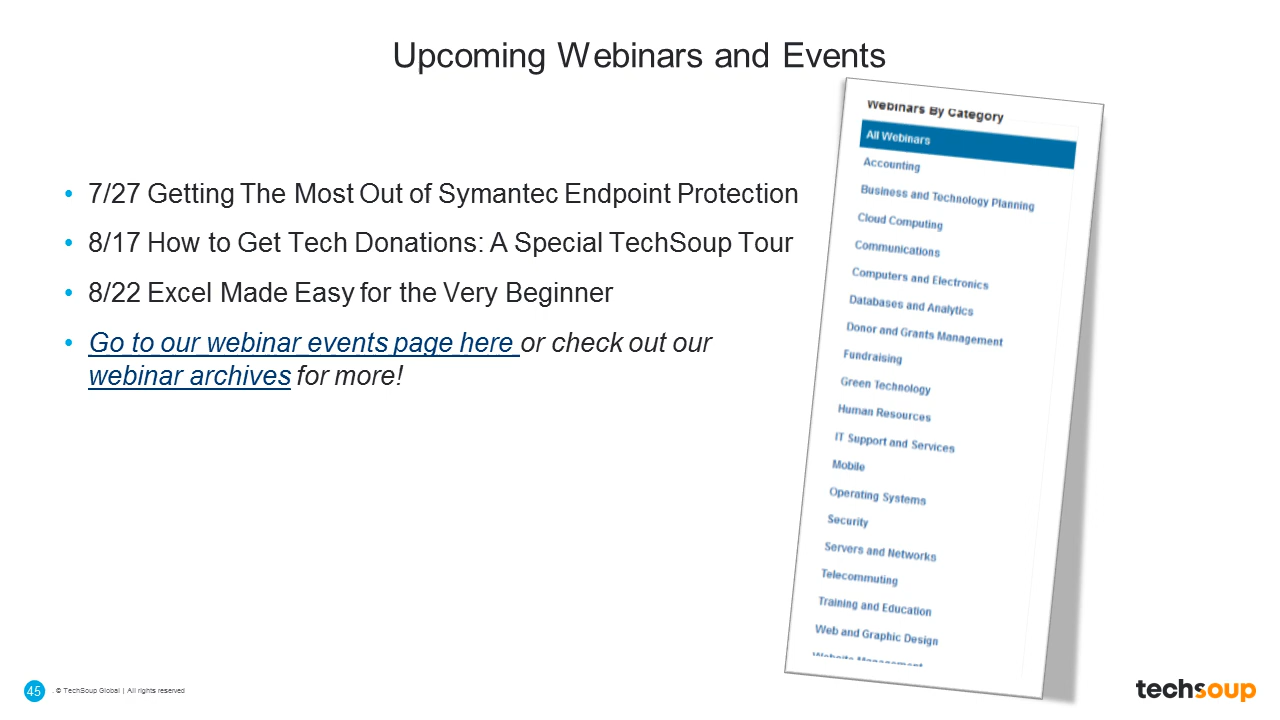 Upcoming Webinars and Events
• 7/27 Getting The Most Out of Symantec Endpoint Protection
• 8/17 How to Get Tech Donations: A Special TechSoup Tour
• 8/22 Excel Made Easy for the Very Beginner
• Go to our webinar events page here or check out our
webinar archives for more!
Webinars By Category
All Webinars
Accounting
Business and Technology Planning
Cloud Computing
Communications
Computers and Electronics
Databases and Analytics
Donor and Grants Management
Fundraising
Green Technology
Human Resources
IT Support and Services
Mobile
Operating Systems
Security
Servers and Networks
Telecommuting
Training and Education
Web and Graphic Design
Website Management
45 . © TechSoup Global | All rights reserved
techsoup